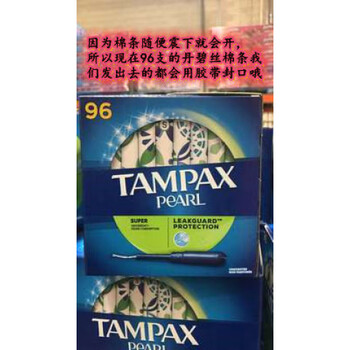 因为棉条随便震下就会开，
所以现在96支的丹碧丝棉条我
们发出去的都会用胶带封口哦
96
S
TAMPAX
PEARL
SUPER
LEAKGUARD™
PROTECTION
TAMPAX
PEARL